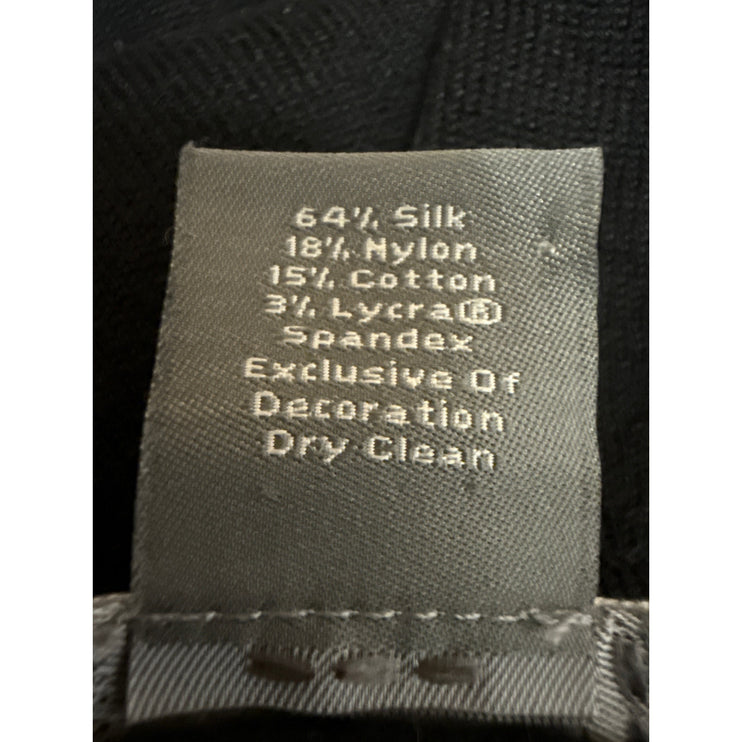 64% Silk
18% Nylon
15% Cotton
3% Lycra®
Spandex
Exclusive Of
Decoration
Dry Clean